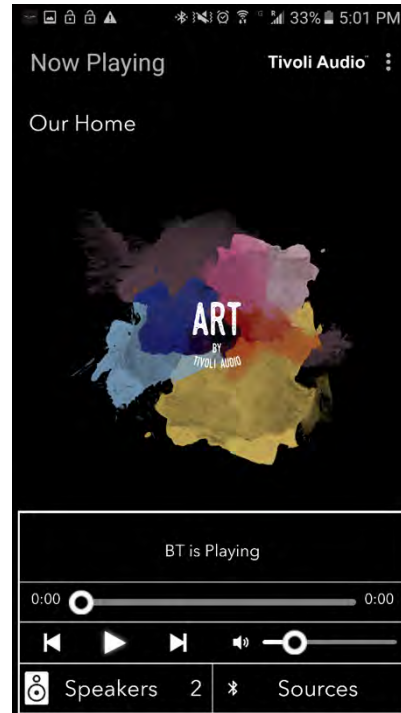 33% 5:01 PM
Now Playing Tivoli Audio
Our Home
ART
BY
TIVOLI AUDIO
BT is Playing
0:00 0:00
Speakers 2 Sources